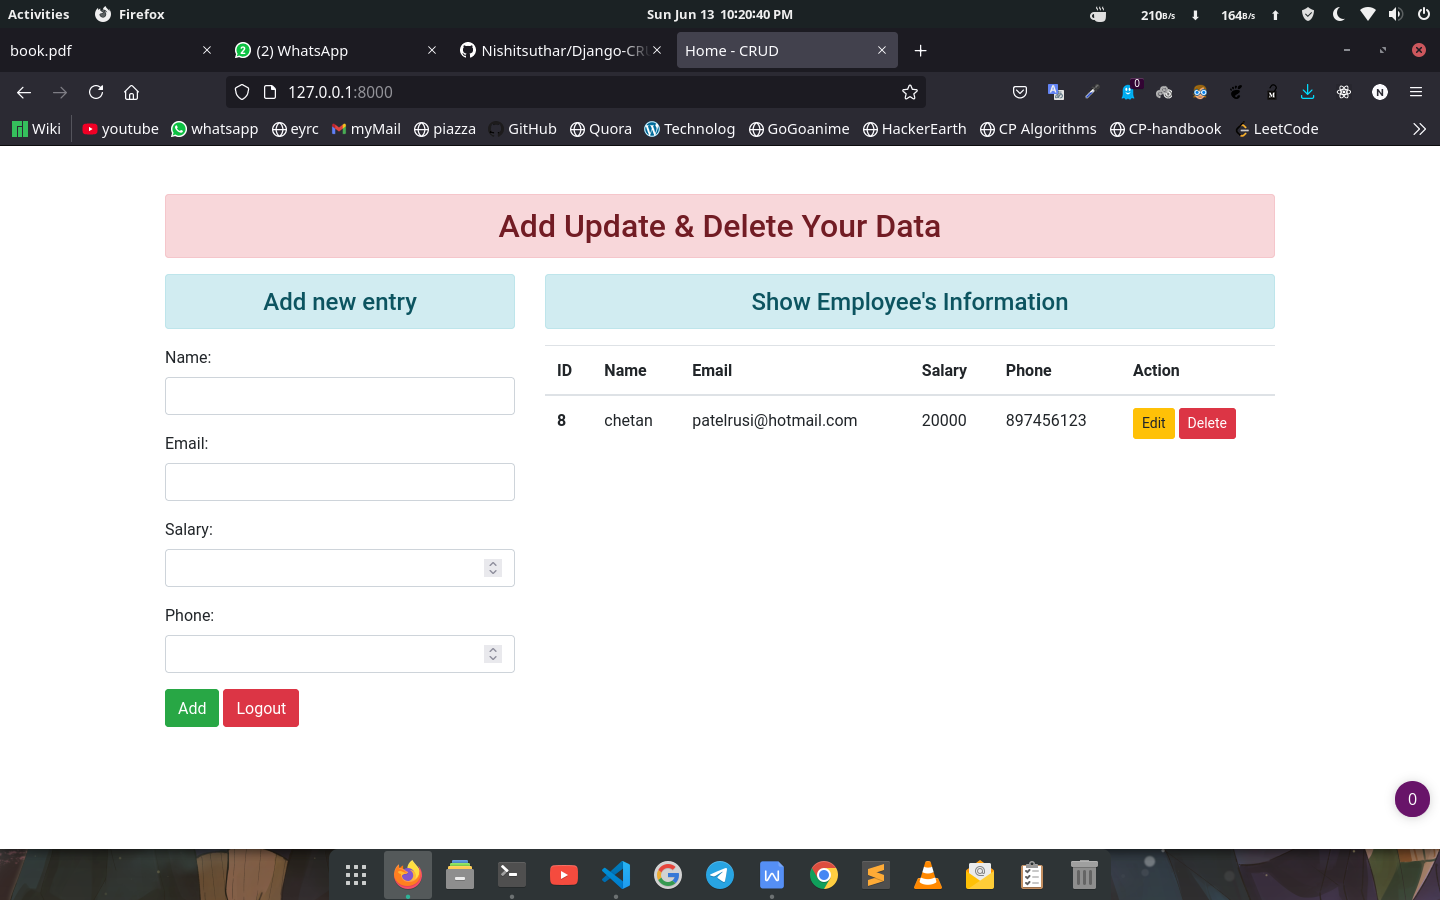 Activities Firefox Sun Jun 13 10:20:40 PM 210B/s 164B/s
book.pdf (2) WhatsApp Nishitsuthar/Django-CRU Home - CRUD
127.0.0.1:8000 0 N
Wiki youtube whatsapp eyrc myMail piazza GitHub Quora Technolog GoGoanime HackerEarth CP Algorithms CP-handbook LeetCode
Add Update & Delete Your Data
Add new entry
Show Employee's Information
Name:
Email:
Salary:
Phone:
Add Logout
ID Name Email Salary Phone Action
8 chetan patelrusi@hotmail.com 20000 897456123 Edit Delete
0